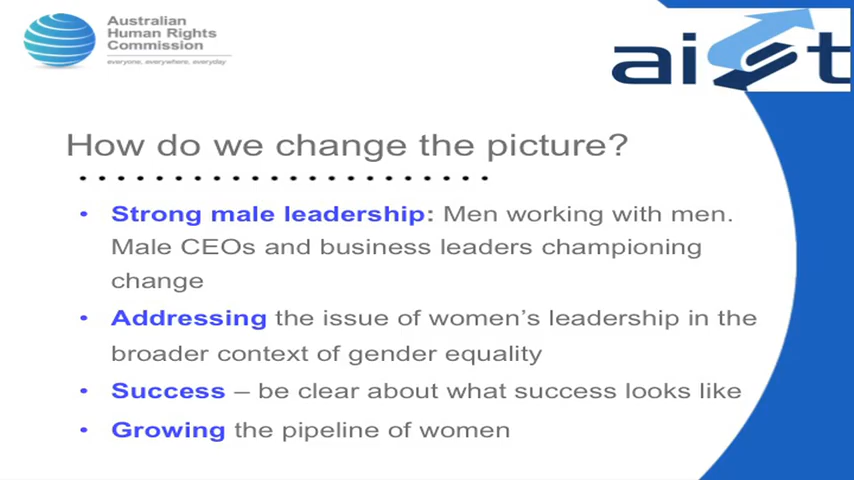 Australian
Human Rights
Commission
everyone, everywhere, everyday
aist
How do we change the picture?
• Strong male leadership: Men working with men.
Male CEOs and business leaders championing
change
• Addressing the issue of women’s leadership in the
broader context of gender equality
• Success – be clear about what success looks like
• Growing the pipeline of women